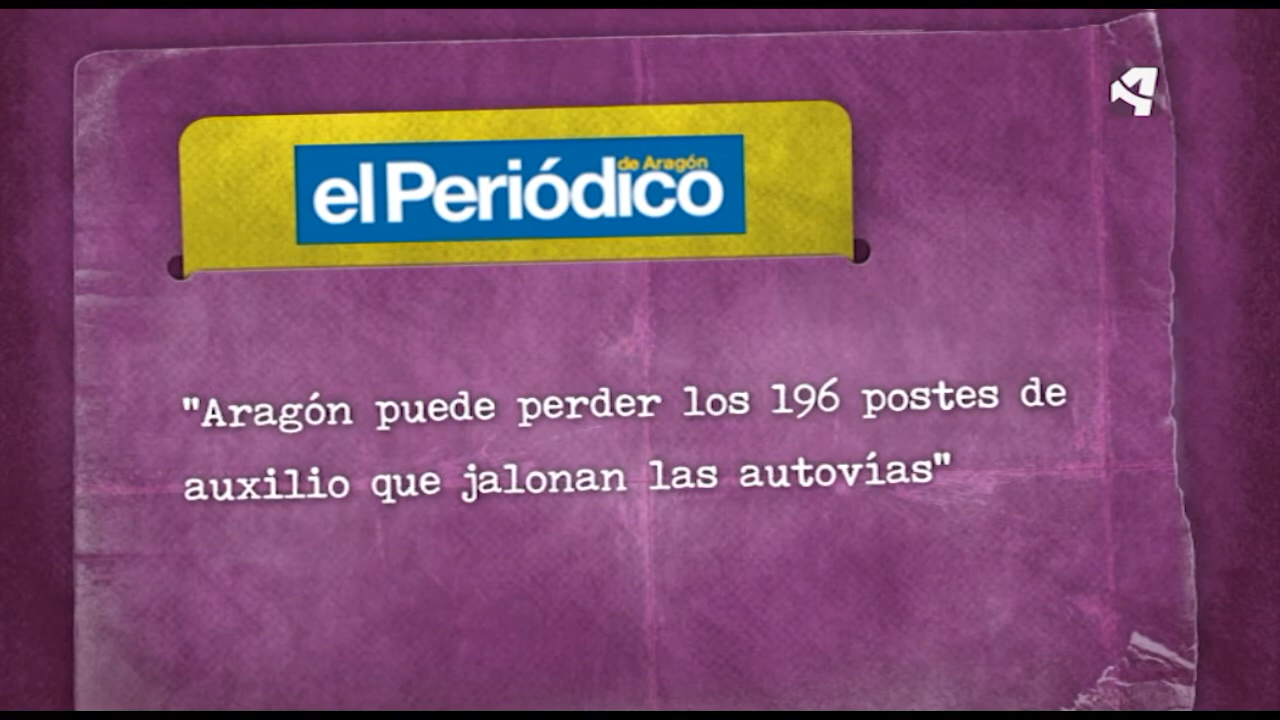 el Periódico
de Aragón
"Aragón puede perder los 196 postes de
auxilio que jalonan las autovías"